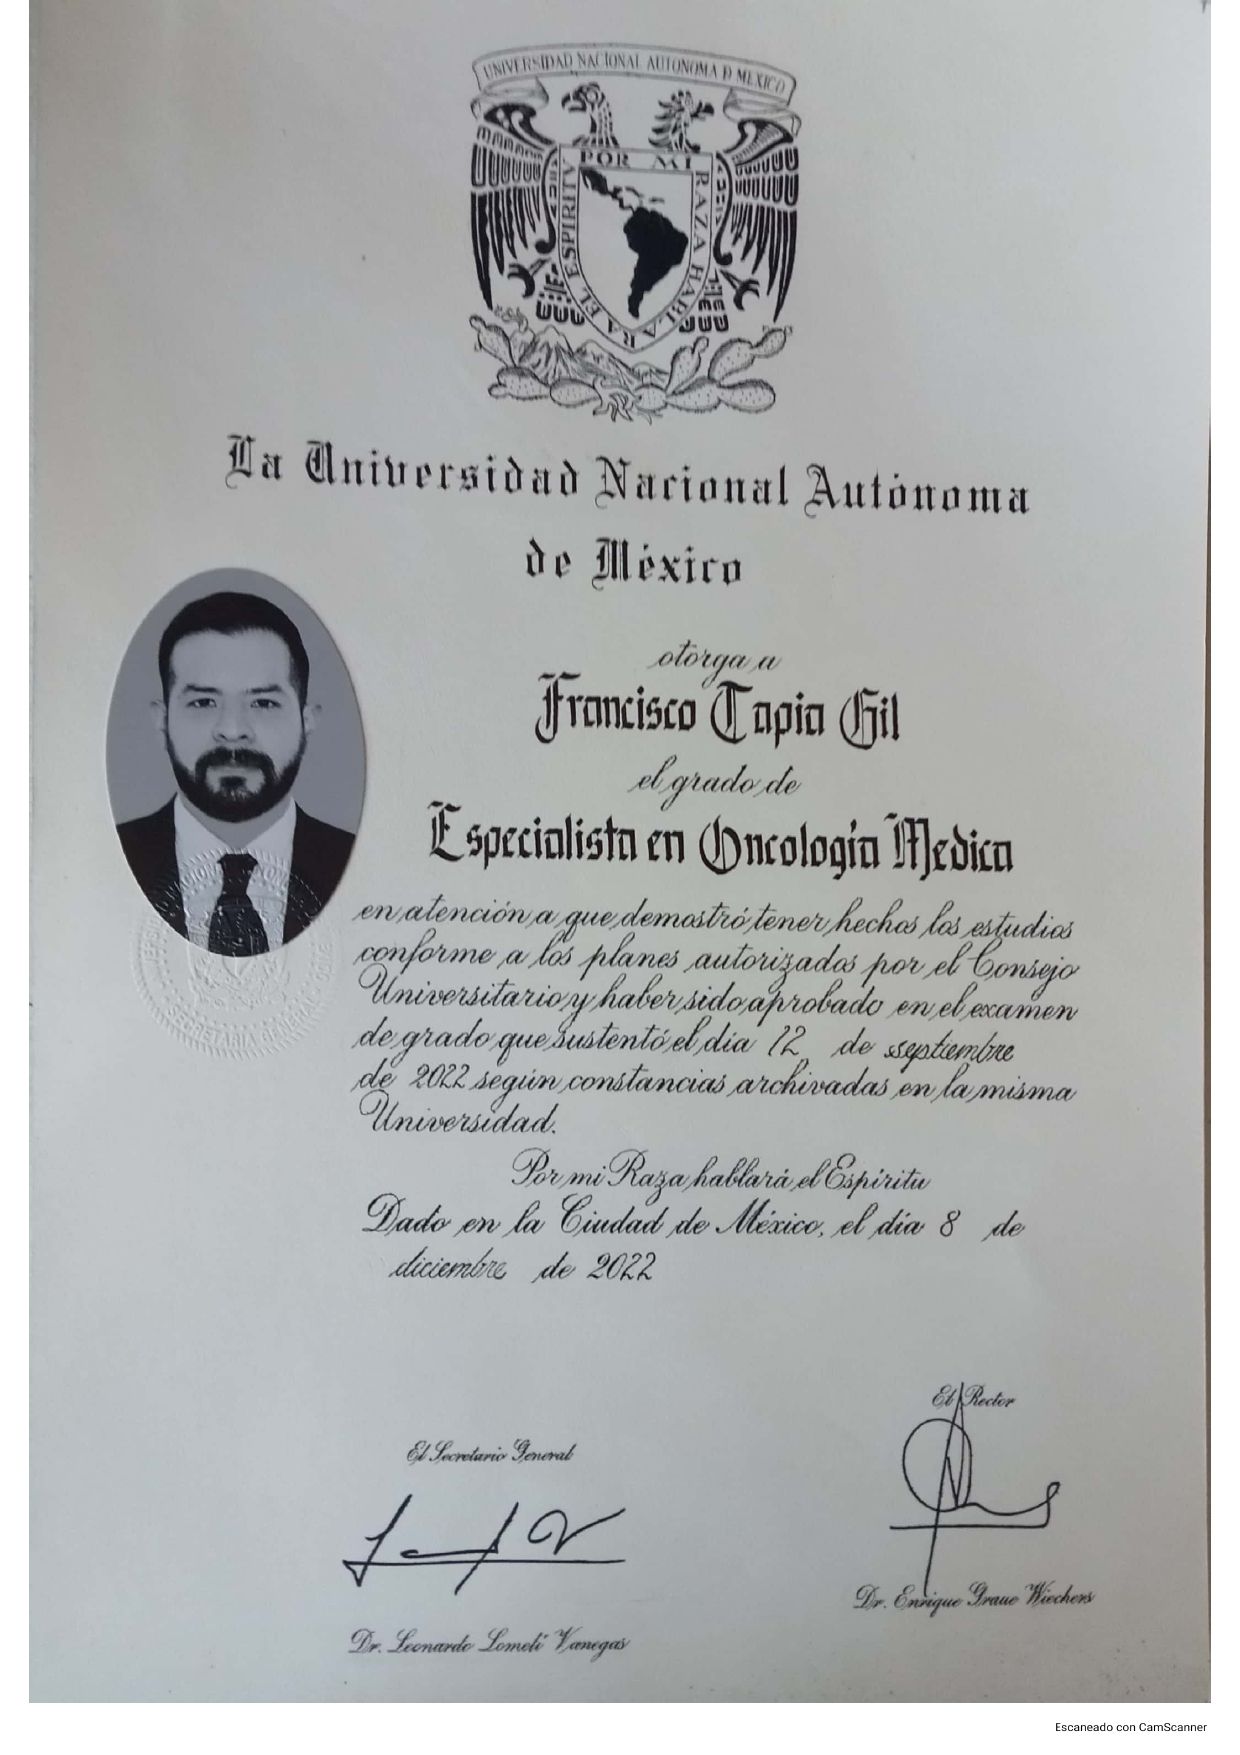 UNIVERSIDAD NACIONAL AUTONOMA D MEXICO
POR MI RAZA HABLARA EL ESPIRITU
La Universidad Nacional Autónoma
de México
otorga a
Francisco Tapia Gil
el grado de
Especialista en Oncología Medica
en atención a que demostró tener hechos los estudios
conforme a los planes autorizados por el Consejo
Universitario y haber sido aprobado en el examen
de grado que sustentó el día 12 de septiembre
de 2022 según constancias archivadas en la misma
Universidad.
Por mi Raza hablará el Espíritu
Dado en la Ciudad de México, el día 8 de
diciembre de 2022
El Rector
El Secretario General
Dr. Enrique Graue Wiechers
Dr. Leonardo Lomelí Vanegas
SECRETARIA
Escaneado con CamScanner